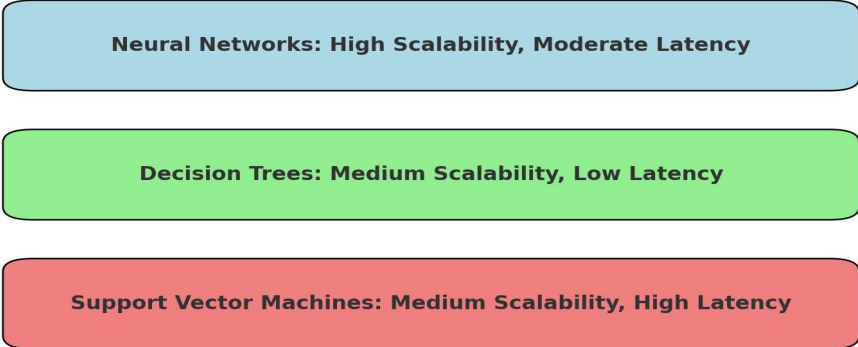 Neural Networks: High Scalability, Moderate Latency
Decision Trees: Medium Scalability, Low Latency
Support Vector Machines: Medium Scalability, High Latency